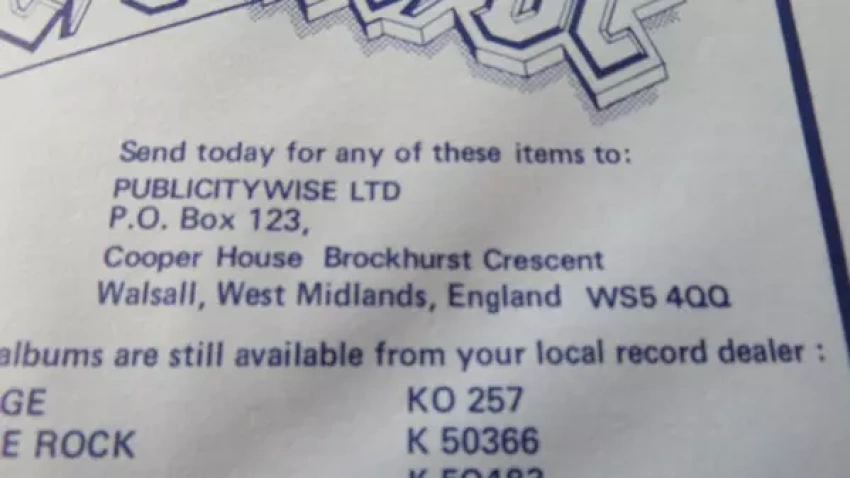 Send today for any of these items to:
PUBLICITYWISE LTD
P.O. Box 123,
Cooper House Brockhurst Crescent
Walsall, West Midlands, England WS5 4QQ
albums are still available from your local record dealer :
GE KO 257
E ROCK K 50366